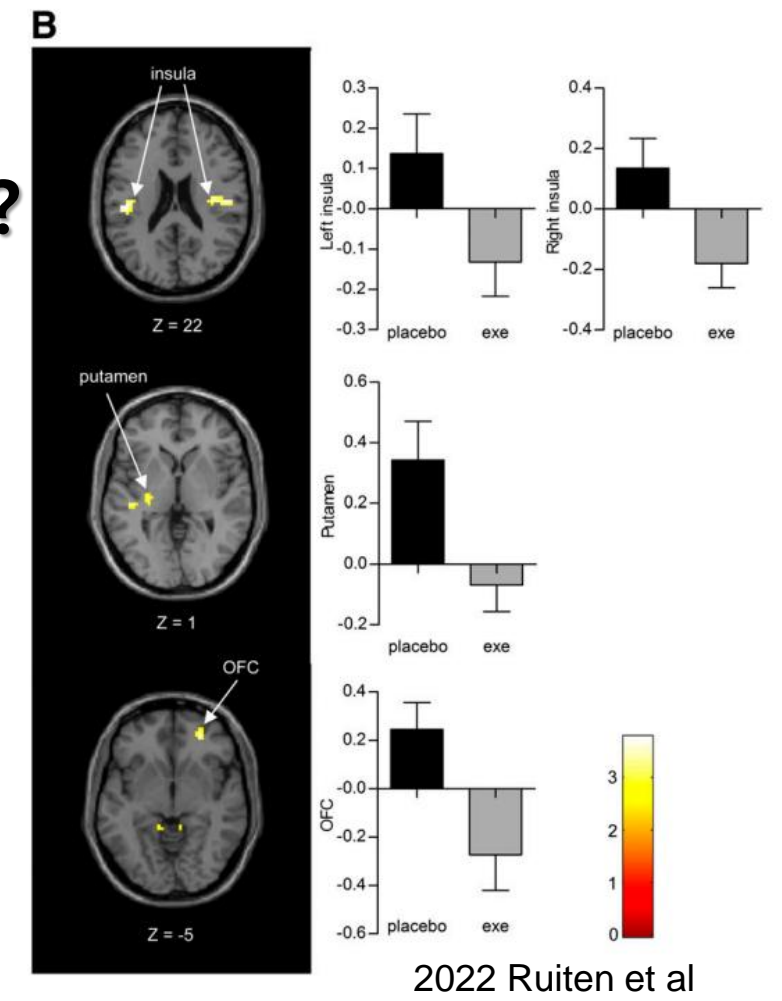 B
?
insula
Z = 22
0.3
0.2
0.1
-0.0
-0.1
-0.2
-0.3
Left insula
placebo exe
0.4
0.2
-0.0
-0.2
-0.4
Right insula
placebo exe
putamen
Z = 1
0.6
0.4
0.2
0.0
-0.2
Putamen
placebo exe
OFC
Z = -5
0.4
0.2
-0.0
-0.2
-0.4
-0.6
OFC
placebo exe
3
2
1
0
2022 Ruiten et al